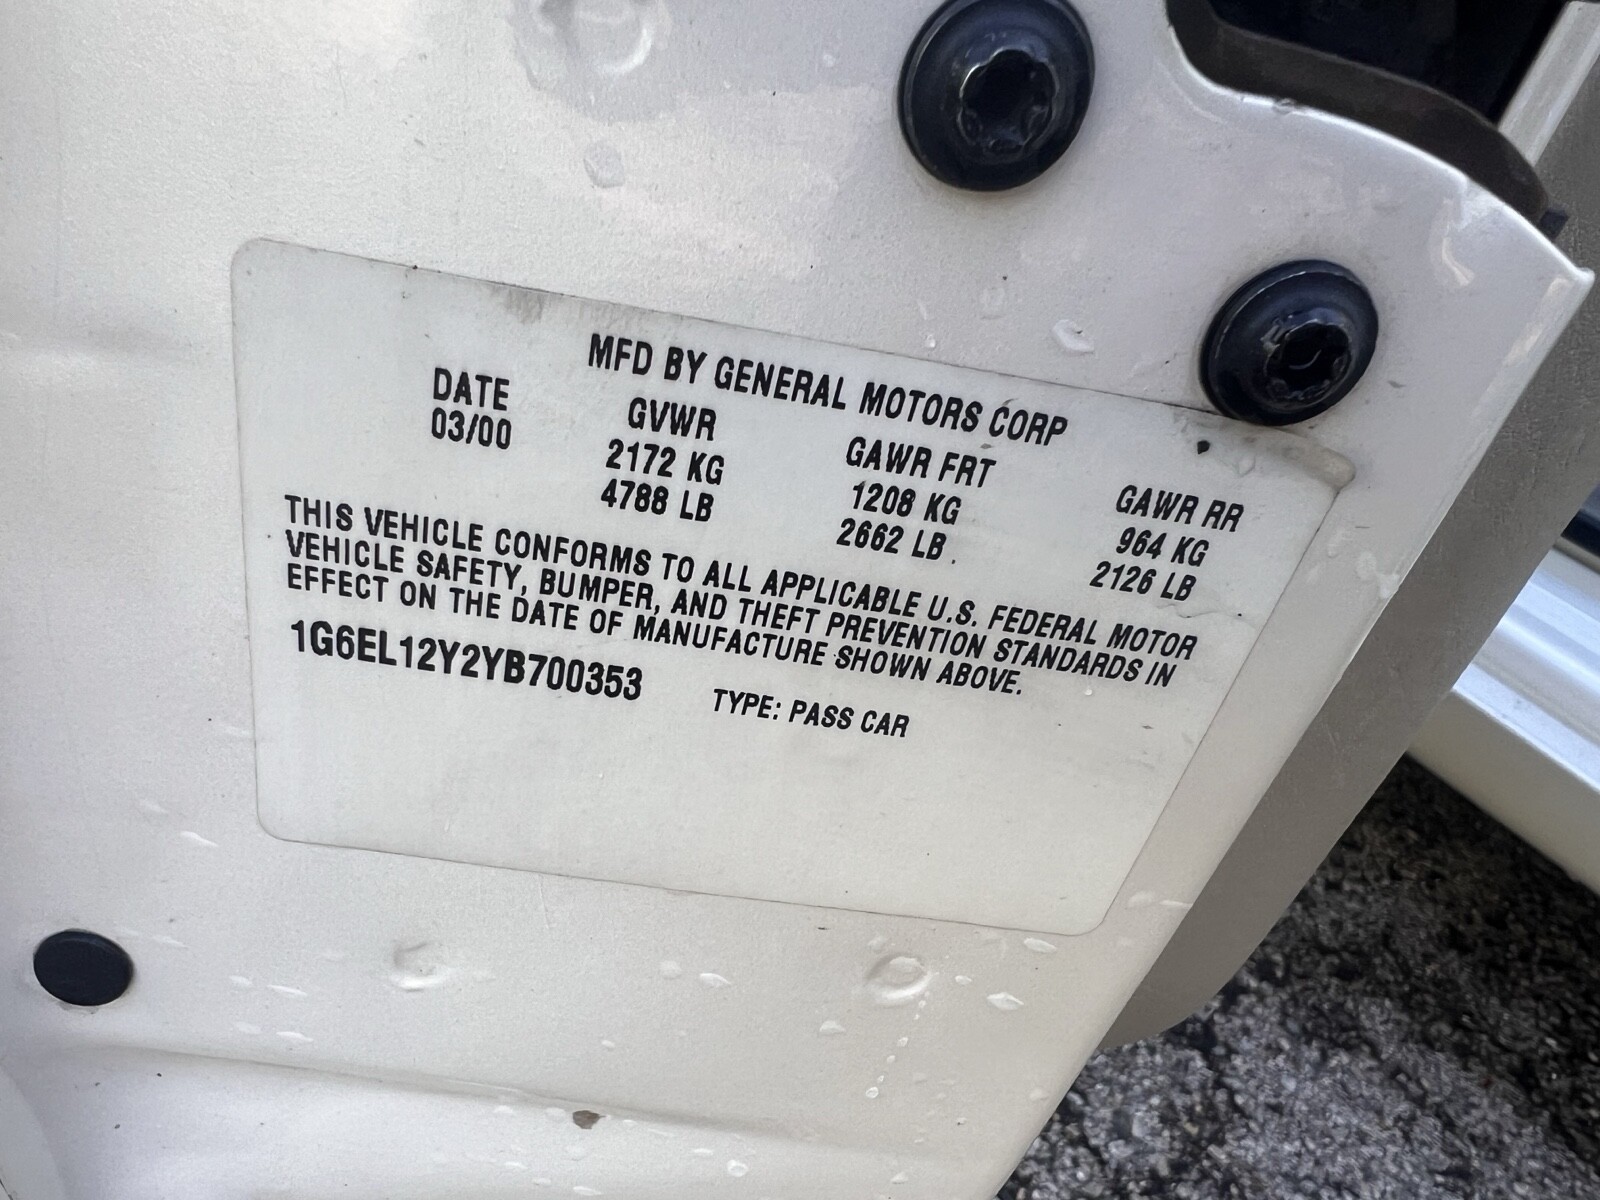 MFD BY GENERAL MOTORS CORP
DATE GVWR GAWR FRT GAWR RR
03/00 2172 KG 1208 KG 964 KG
4788 LB 2662 LB 2126 LB
THIS VEHICLE CONFORMS TO ALL APPLICABLE U.S. FEDERAL MOTOR
VEHICLE SAFETY, BUMPER, AND THEFT PREVENTION STANDARDS IN
EFFECT ON THE DATE OF MANUFACTURE SHOWN ABOVE.
1G6EL12Y2YB700353 TYPE: PASS CAR